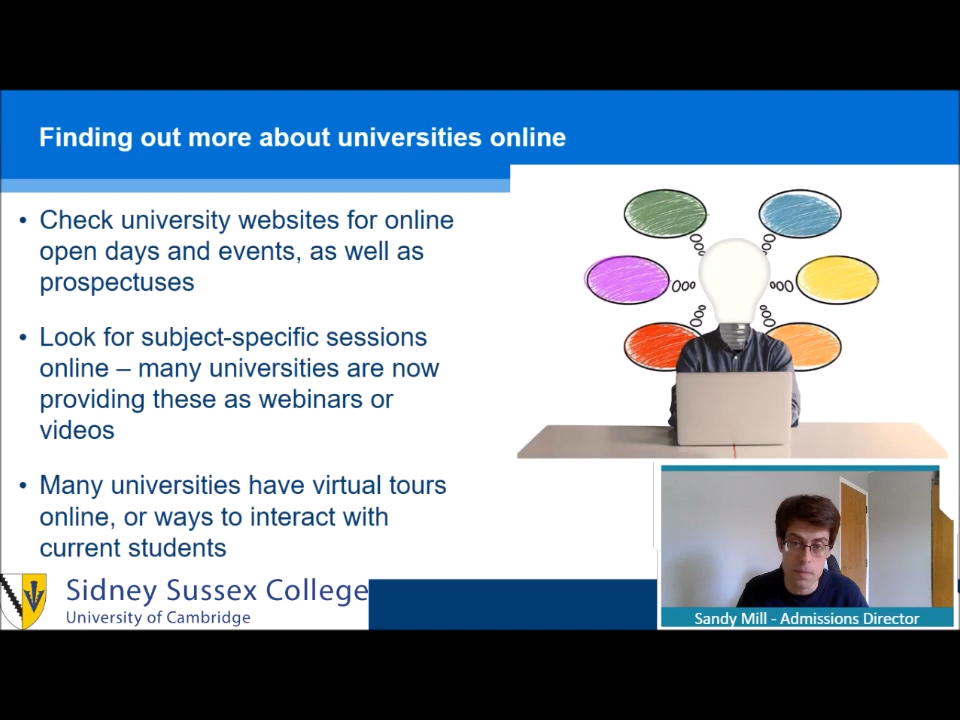 Finding out more about universities online
• Check university websites for online
open days and events, as well as
prospectuses
• Look for subject-specific sessions
online – many universities are now
providing these as webinars or
videos
• Many universities have virtual tours
online, or ways to interact with
current students
Sidney Sussex College
University of Cambridge
Sandy Mill - Admissions Director